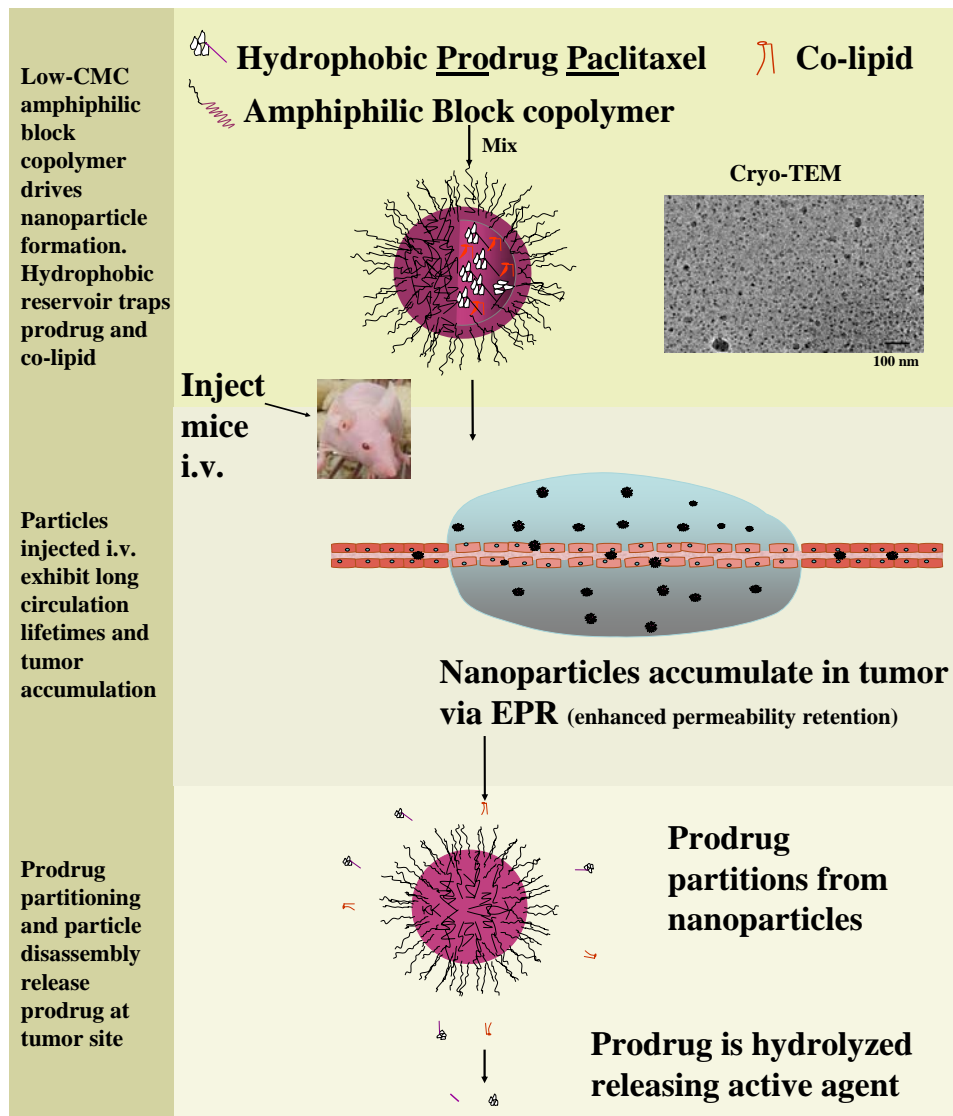 Low-CMC
amphiphilic
block
copolymer
drives
nanoparticle
formation.
Hydrophobic
reservoir traps
prodrug and
co-lipid
Hydrophobic Prodrug Paclitaxel
Co-lipid
Amphiphilic Block copolymer
Mix
Cryo-TEM
100 nm
Inject
mice
i.v.
Particles
injected i.v.
exhibit long
circulation
lifetimes and
tumor
accumulation
Nanoparticles accumulate in tumor
via EPR (enhanced permeability retention)
Prodrug
partitioning
and particle
disassembly
release
prodrug at
tumor site
Prodrug
partitions from
nanoparticles
Prodrug is hydrolyzed
releasing active agent